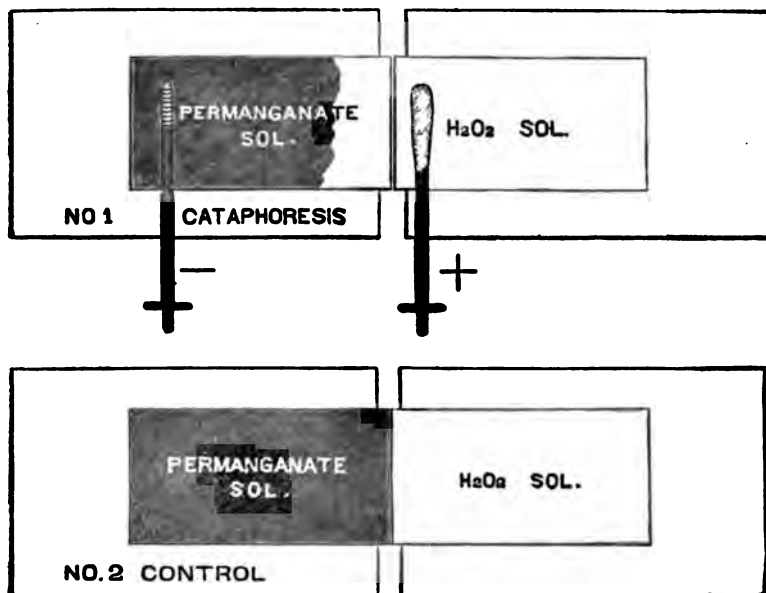 PERMANGANATE
SOL.
H2O2 SOL.
NO 1 CATAPHORESIS
−
+
PERMANGANATE
SOL.
H2O2 SOL.
NO. 2 CONTROL